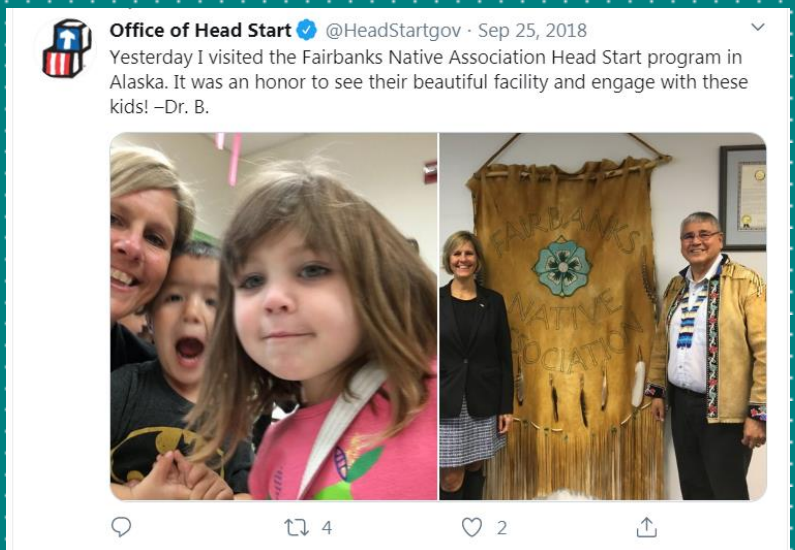 Office of Head Start @HeadStartgov · Sep 25, 2018
Yesterday I visited the Fairbanks Native Association Head Start program in
Alaska. It was an honor to see their beautiful facility and engage with these
kids! –Dr. B.
FAIRBANKS
NATIVE
SOCIATION
4
2